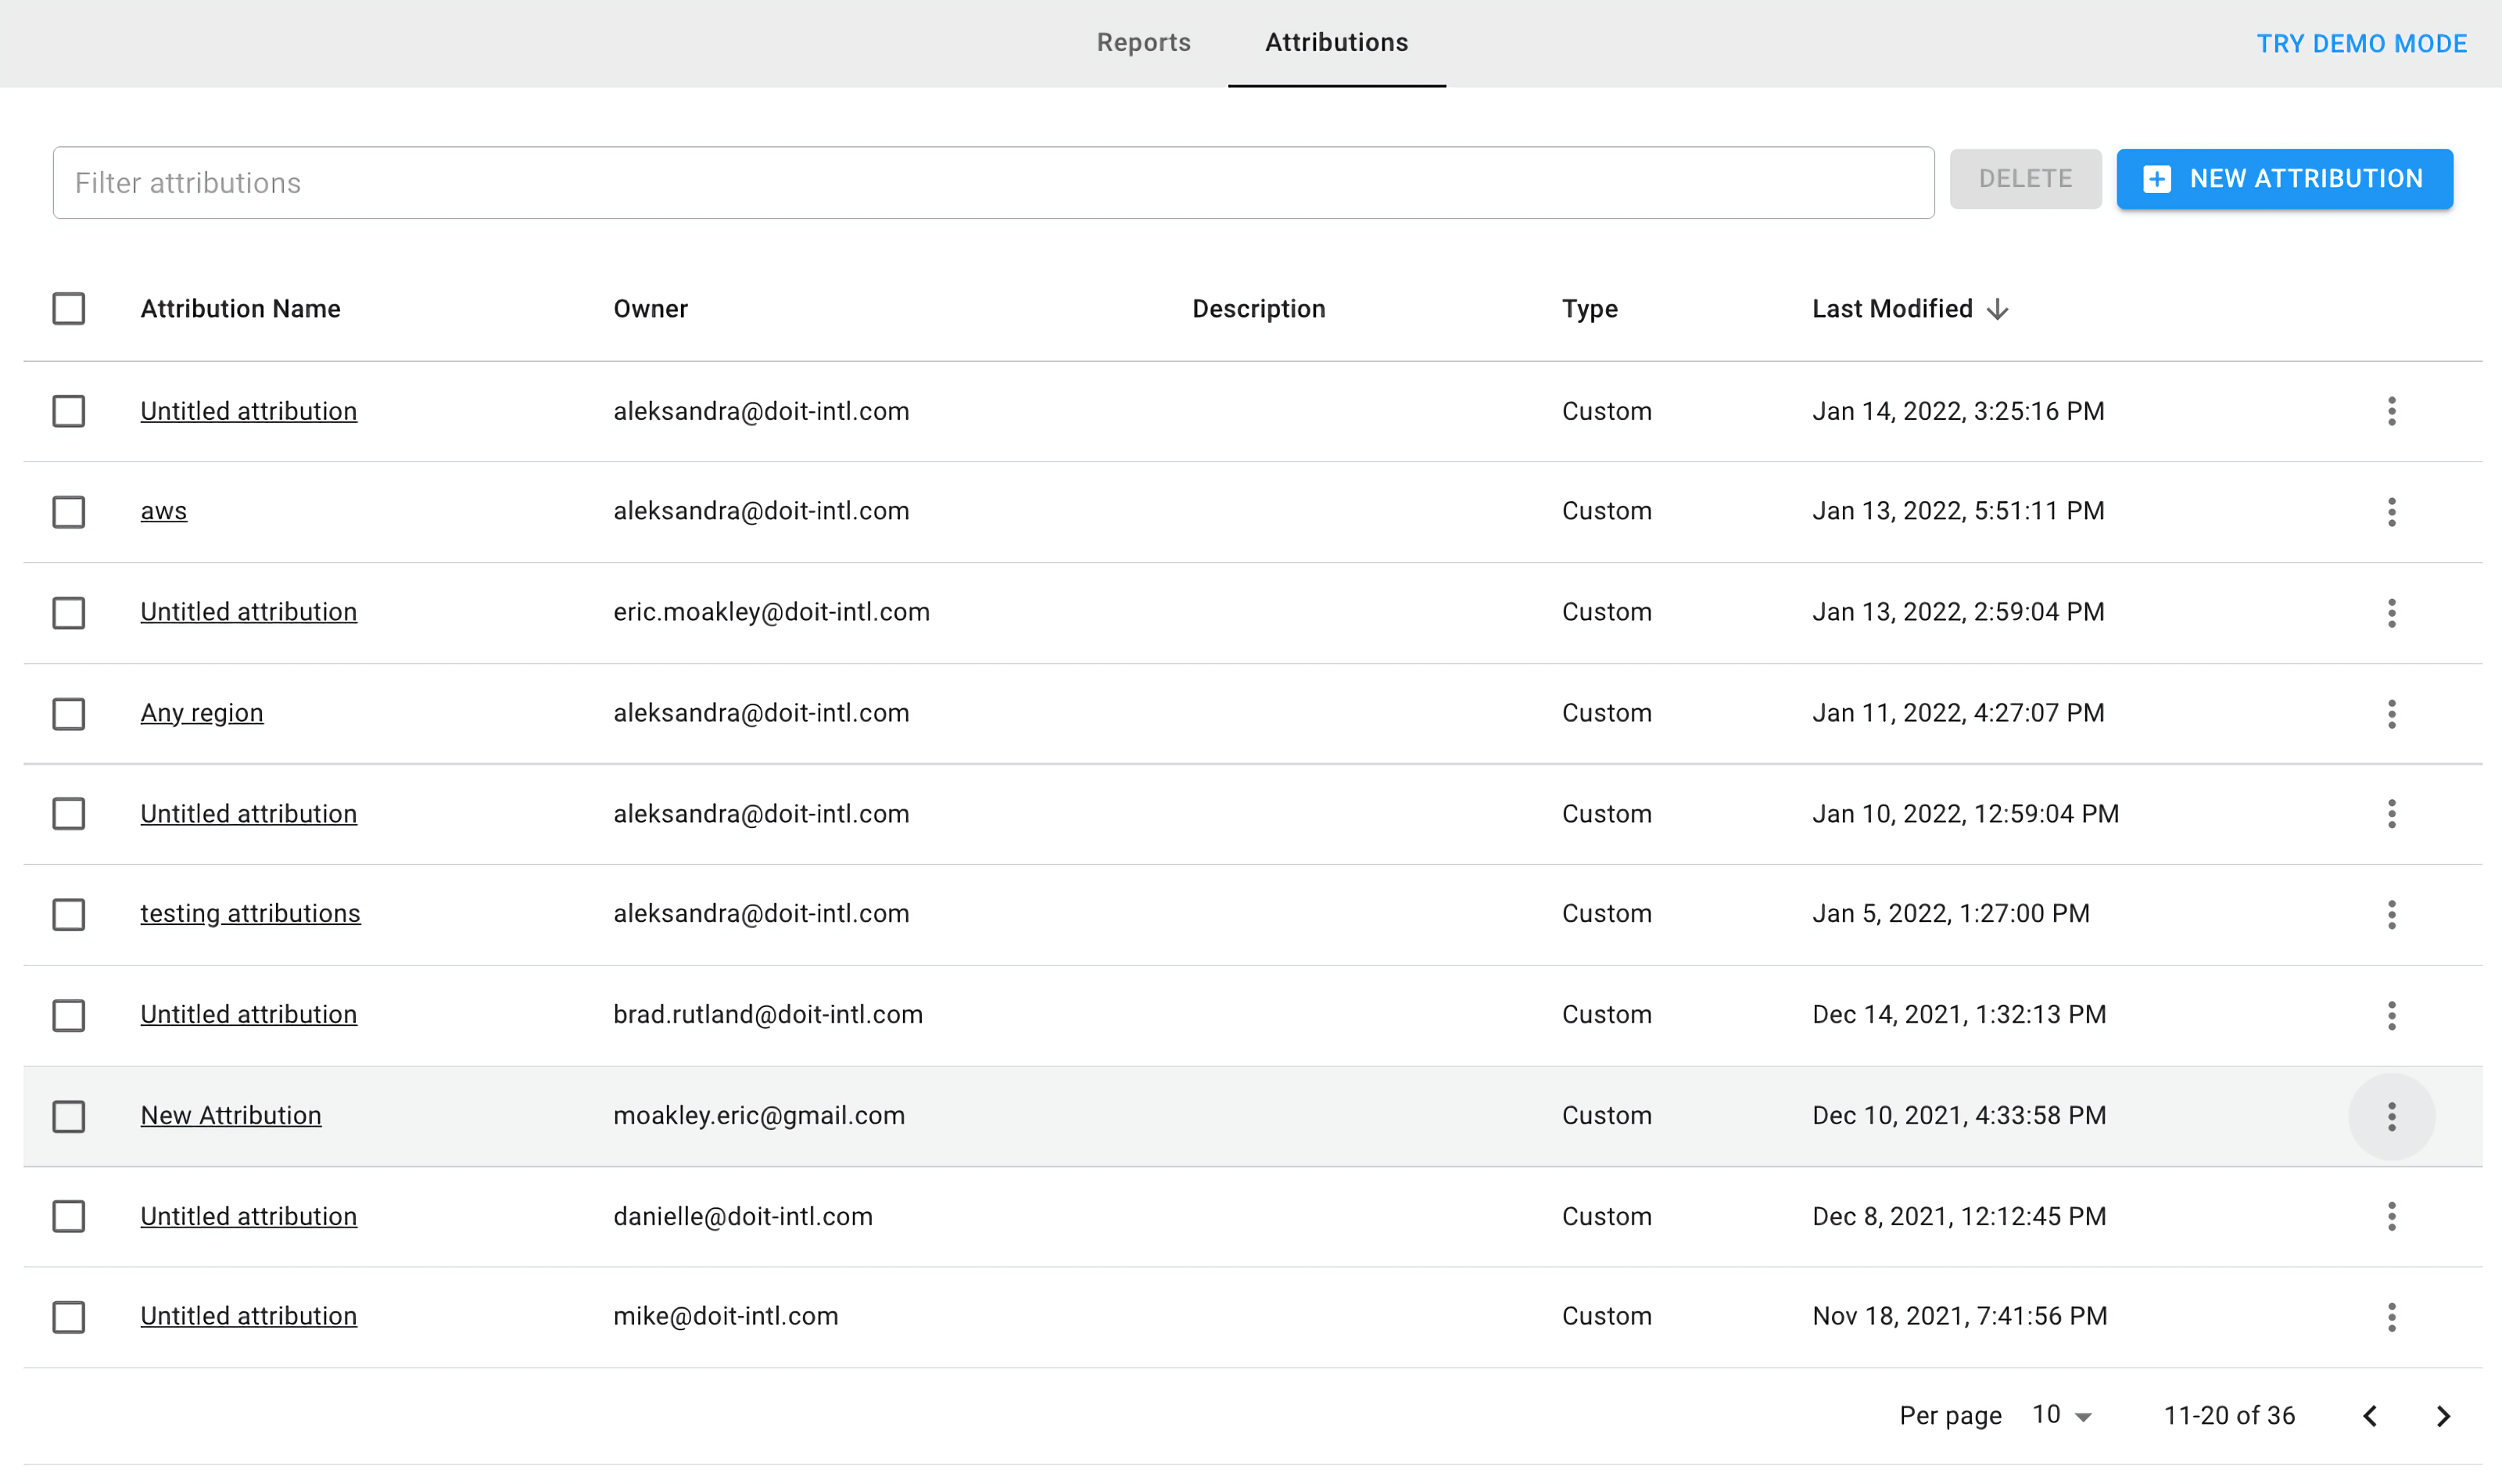 Reports Attributions TRY DEMO MODE
Filter attributions DELETE NEW ATTRIBUTION
Attribution Name Owner Description Type Last Modified
Untitled attribution aleksandra@doit-intl.com Custom Jan 14, 2022, 3:25:16 PM
aws aleksandra@doit-intl.com Custom Jan 13, 2022, 5:51:11 PM
Untitled attribution eric.moakley@doit-intl.com Custom Jan 13, 2022, 2:59:04 PM
Any region aleksandra@doit-intl.com Custom Jan 11, 2022, 4:27:07 PM
Untitled attribution aleksandra@doit-intl.com Custom Jan 10, 2022, 12:59:04 PM
testing attributions aleksandra@doit-intl.com Custom Jan 5, 2022, 1:27:00 PM
Untitled attribution brad.rutland@doit-intl.com Custom Dec 14, 2021, 1:32:13 PM
New Attribution moakley.eric@gmail.com Custom Dec 10, 2021, 4:33:58 PM
Untitled attribution danielle@doit-intl.com Custom Dec 8, 2021, 12:12:45 PM
Untitled attribution mike@doit-intl.com Custom Nov 18, 2021, 7:41:56 PM
Per page 10 11-20 of 36